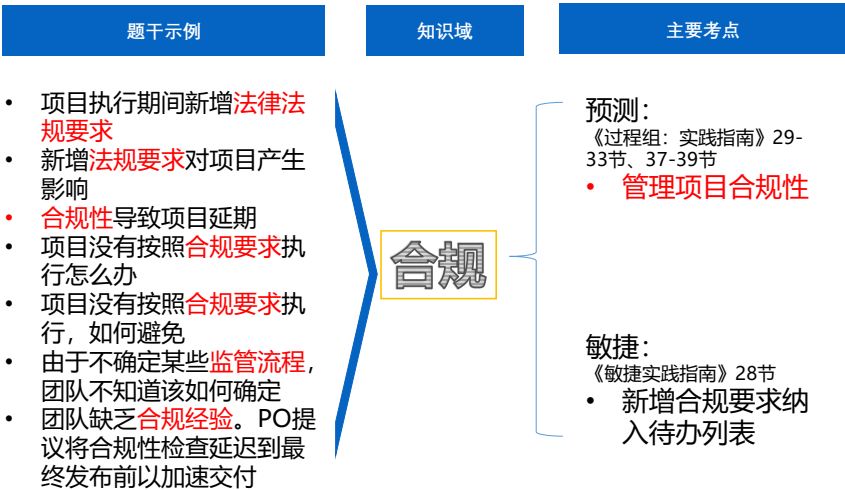 题干示例
知识域
主要考点
• 项目执行期间新增法律法
规要求
• 新增法规要求对项目产生
影响
• 合规性导致项目延期
• 项目没有按照合规要求执
行怎么办
• 项目没有按照合规要求执
行，如何避免
• 由于不确定某些监管流程，
团队不知道该如何确定
• 团队缺乏合规经验。PO提
议将合规性检查延迟到最
终发布前以加速交付
合规
预测：
《过程组：实践指南》29-
33节、37-39节
• 管理项目合规性
敏捷：
《敏捷实践指南》28节
• 新增合规要求纳
入待办列表